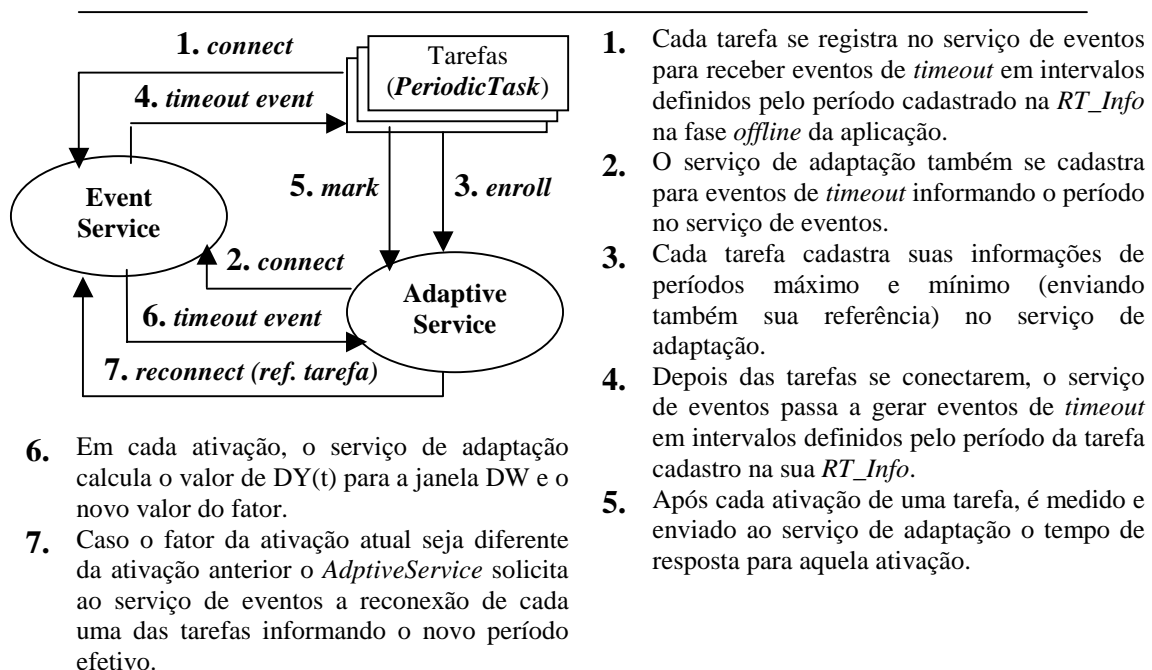 1. connect
Tarefas
(PeriodicTask)
4. timeout event
5. mark
3. enroll
Event
Service
2. connect
Adaptive
Service
6. timeout event
7. reconnect (ref. tarefa)
1. Cada tarefa se registra no serviço de eventos
para receber eventos de timeout em intervalos
definidos pelo período cadastrado na RT_Info
na fase offline da aplicação.
2. O serviço de adaptação também se cadastra
para eventos de timeout informando o período
no serviço de eventos.
3. Cada tarefa cadastra suas informações de
períodos máximo e mínimo (enviando
também sua referência) no serviço de
adaptação.
4. Depois das tarefas se conectarem, o serviço
de eventos passa a gerar eventos de timeout
em intervalos definidos pelo período da tarefa
cadastro na sua RT_Info.
5. Após cada ativação de uma tarefa, é medido e
enviado ao serviço de adaptação o tempo de
resposta para aquela ativação.
6. Em cada ativação, o serviço de adaptação
calcula o valor de DY(t) para a janela DW e o
novo valor do fator.
7. Caso o fator da ativação atual seja diferente
da ativação anterior o AdptiveService solicita
ao serviço de eventos a reconexão de cada
uma das tarefas informando o novo período
efetivo.